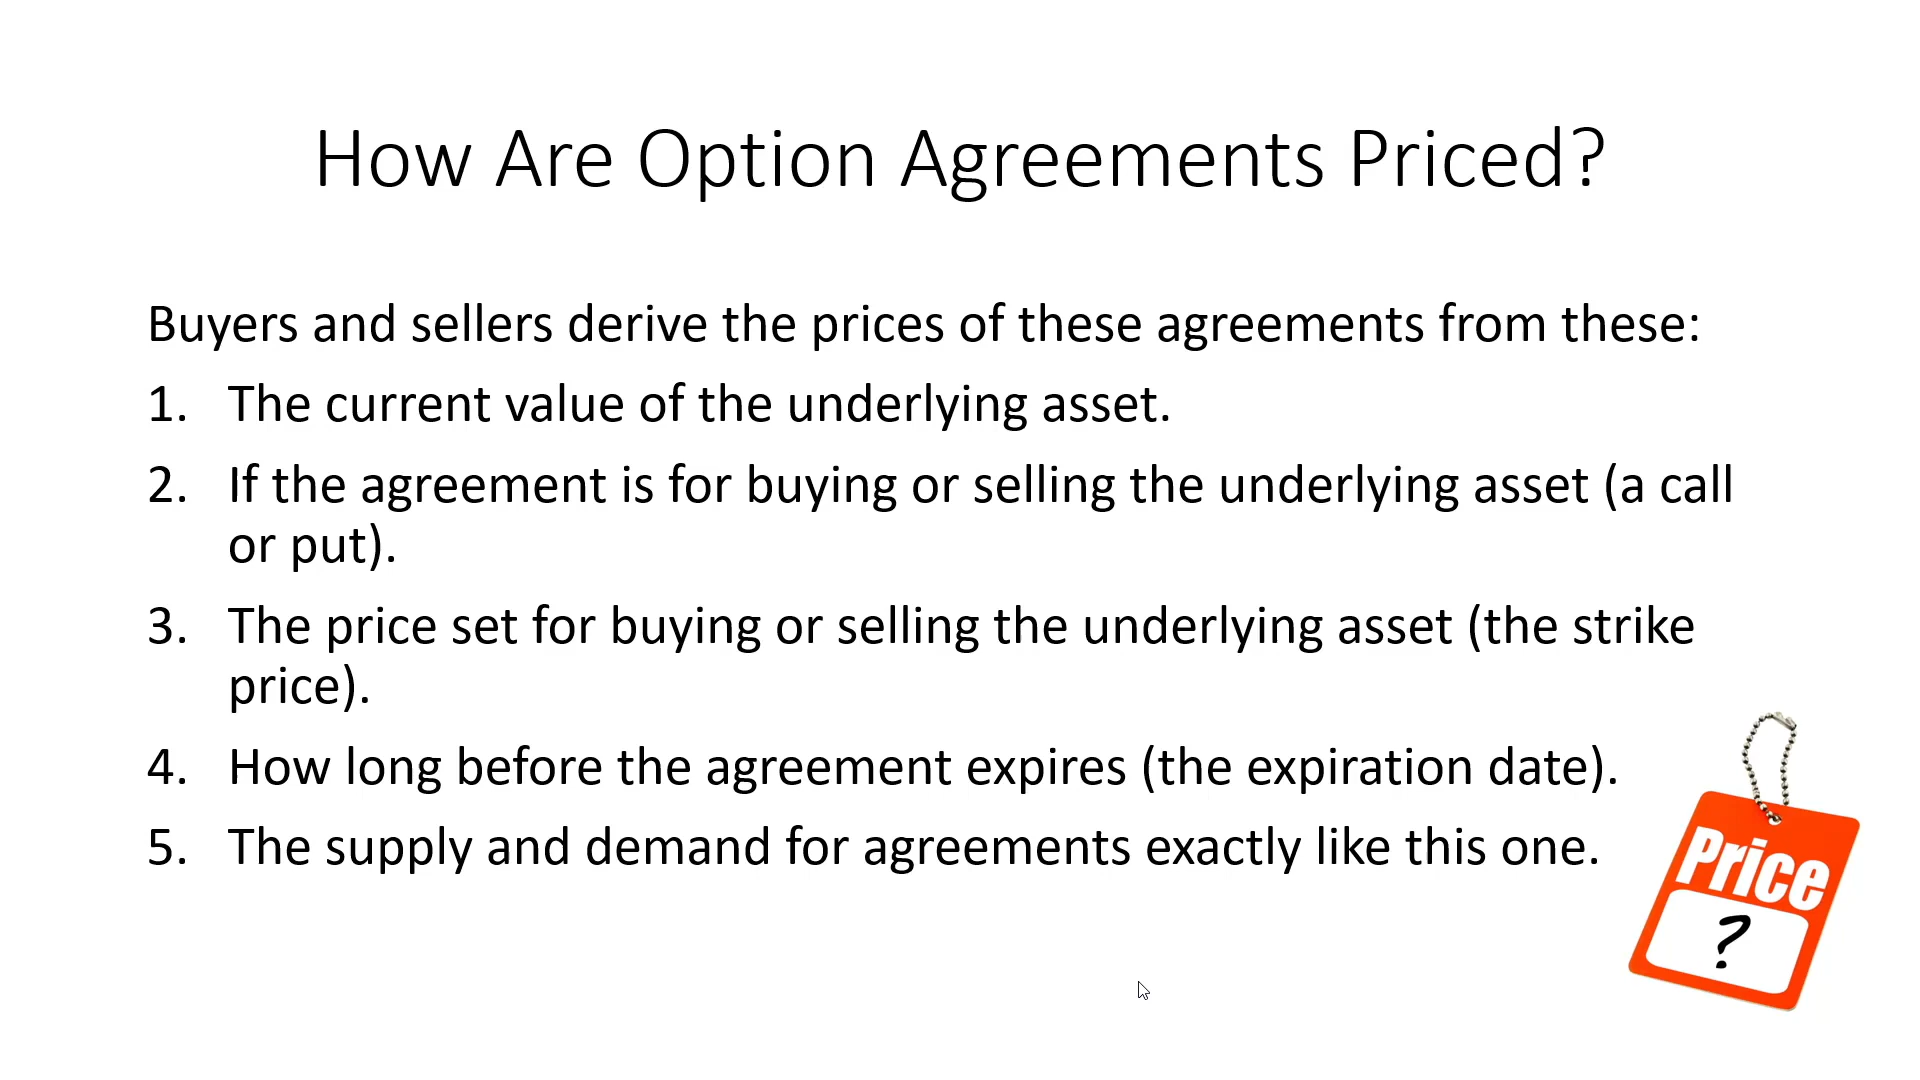 How Are Option Agreements Priced?
Buyers and sellers derive the prices of these agreements from these:
1. The current value of the underlying asset.
2. If the agreement is for buying or selling the underlying asset (a call
or put).
3. The price set for buying or selling the underlying asset (the strike
price).
4. How long before the agreement expires (the expiration date).
5. The supply and demand for agreements exactly like this one.
Price
?